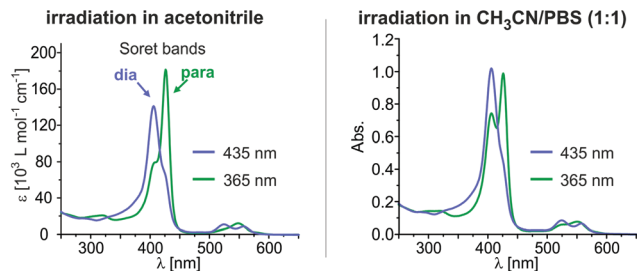 irradiation in acetonitrile
Soret bands
dia
para
ε [10³ L mol⁻¹ cm⁻¹]
200
160
120
80
40
0
435 nm
365 nm
300
400
500
600
λ [nm]
irradiation in CH₃CN/PBS (1:1)
Abs.
1.2
1.0
0.8
0.6
0.4
0.2
0.0
435 nm
365 nm
300
400
500
600
λ [nm]